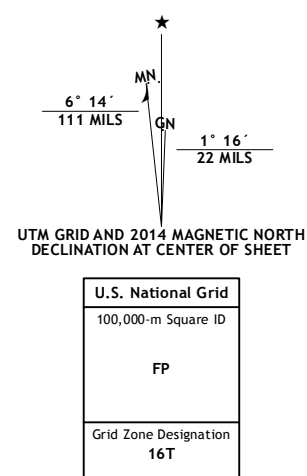 ★
MN
6° 14´
111 MILS
GN
1° 16´
22 MILS
UTM GRID AND 2014 MAGNETIC NORTH
DECLINATION AT CENTER OF SHEET
U.S. National Grid
100,000-m Square ID
FP
Grid Zone Designation
16T